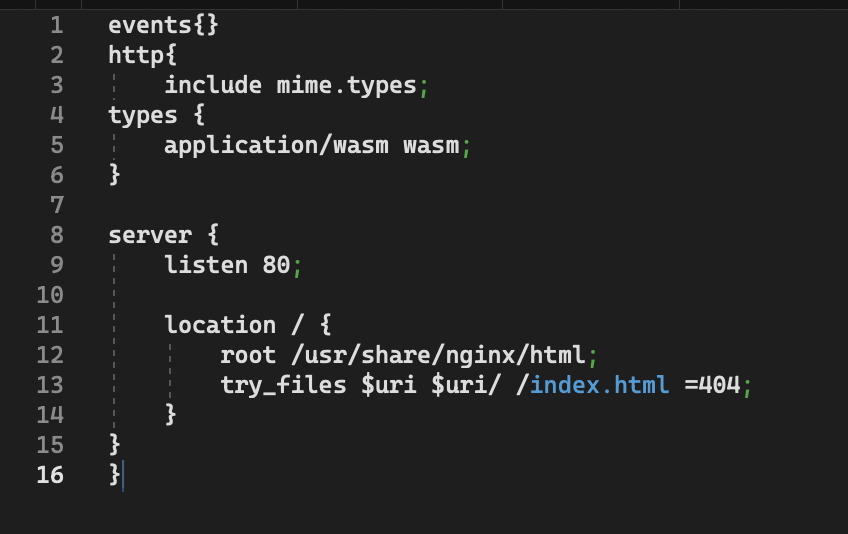 1 events{}
2 http{
3     include mime.types;
4 types {
5     application/wasm wasm;
6 }
7
8 server {
9     listen 80;
10
11     location / {
12         root /usr/share/nginx/html;
13         try_files $uri $uri/ /index.html =404;
14     }
15 }
16 }